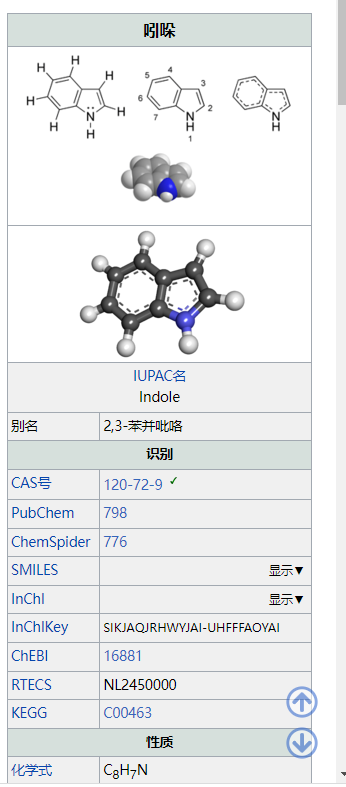 吲哚
H
H
H
H
H
H
N
H
5
4
3
6
2
7
N
H
1
N
H
IUPAC名
Indole
别名 2,3-苯并吡咯
识别
CAS号 120-72-9 ✓
PubChem 798
ChemSpider 776
SMILES 显示▼
InChI 显示▼
InChIKey SIKJAQJRHWYJAI-UHFFFAOYAI
ChEBI 16881
RTECS NL2450000
KEGG C00463
性质
化学式 C₈H₇N